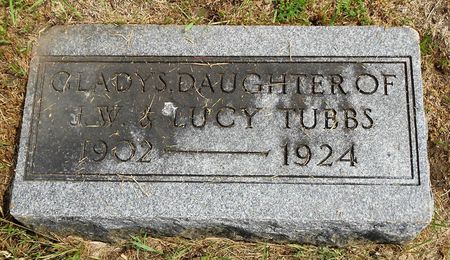 GLADYS, DAUGHTER OF
J.W. & LUCY TUBBS
1902 — 1924